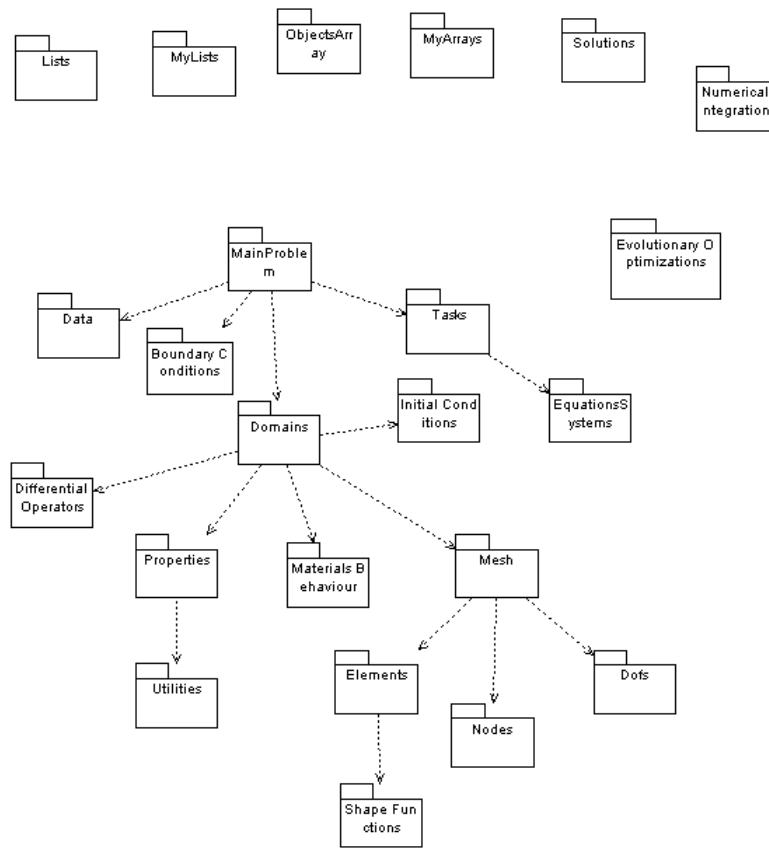 Lists
MyLists
ObjectsArr
ay
MyArrays
Solutions
Numerical
ntegration
MainProble
m
Evolutionary O
ptimizations
Data
Boundary C
onditions
Tasks
Domains
Initial Cond
itions
EquationsS
ystems
Differential
Operators
Properties
Materials B
ehaviour
Mesh
Utilities
Elements
Nodes
Dofs
Shape Fun
ctions